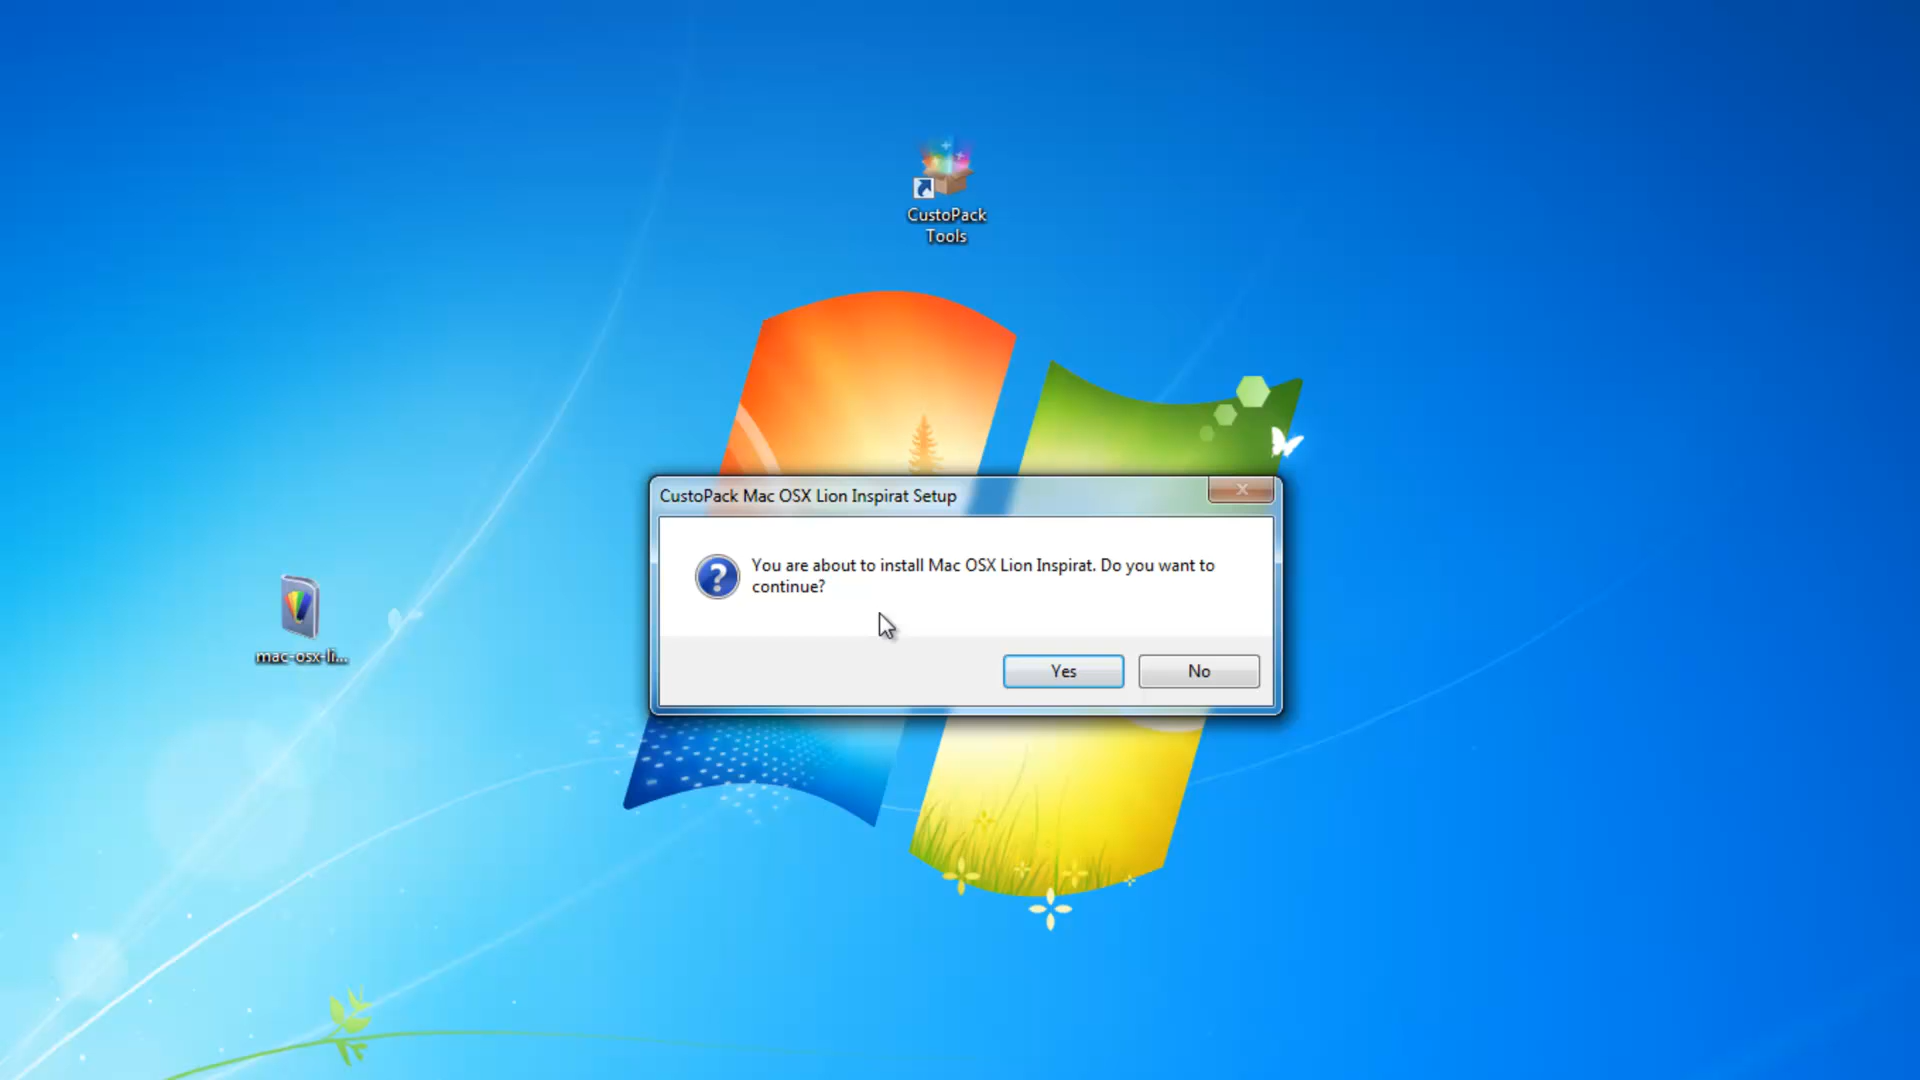 CustoPack
Tools
CustoPack Mac OSX Lion Inspirat Setup
You are about to install Mac OSX Lion Inspirat. Do you want to
continue?
mac-osx-li...
Yes
No